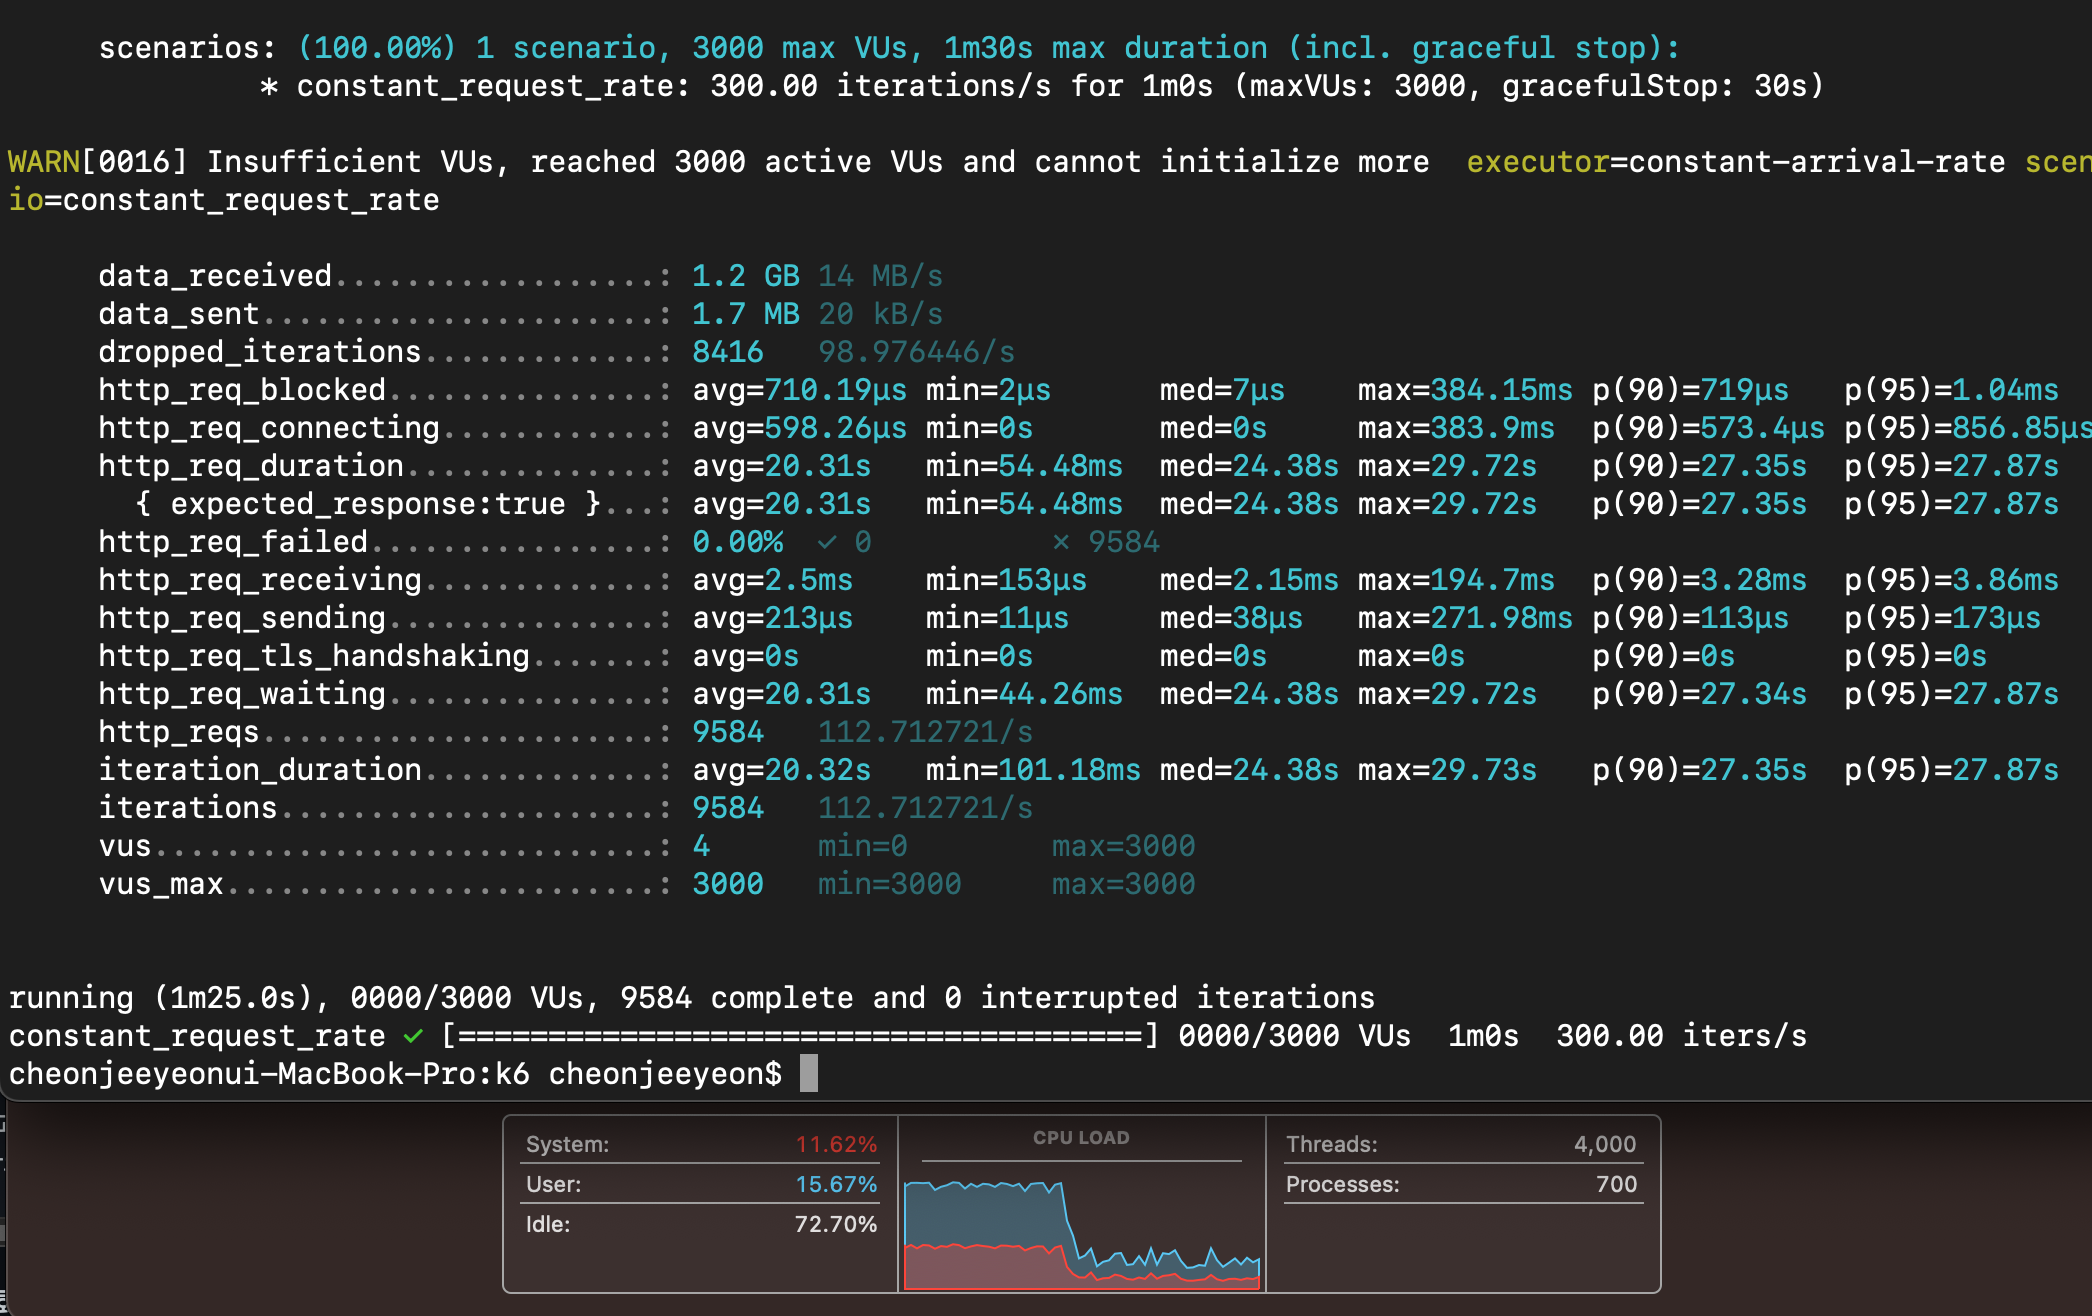 scenarios: (100.00%) 1 scenario, 3000 max VUs, 1m30s max duration (incl. graceful stop):
* constant_request_rate: 300.00 iterations/s for 1m0s (maxVUs: 3000, gracefulStop: 30s)
WARN[0016] Insufficient VUs, reached 3000 active VUs and cannot initialize more  executor=constant-arrival-rate scen
io=constant_request_rate
data_received..................: 1.2 GB 14 MB/s
data_sent......................: 1.7 MB 20 kB/s
dropped_iterations.............: 8416   98.976446/s
http_req_blocked...............: avg=710.19µs min=2µs      med=7µs    max=384.15ms p(90)=719µs   p(95)=1.04ms
http_req_connecting............: avg=598.26µs min=0s       med=0s     max=383.9ms  p(90)=573.4µs p(95)=856.85µs
http_req_duration..............: avg=20.31s   min=54.48ms  med=24.38s max=29.72s   p(90)=27.35s  p(95)=27.87s
{ expected_response:true }...: avg=20.31s   min=54.48ms  med=24.38s max=29.72s   p(90)=27.35s  p(95)=27.87s
http_req_failed................: 0.00%  ✓ 0          ✗ 9584
http_req_receiving.............: avg=2.5ms    min=153µs    med=2.15ms max=194.7ms  p(90)=3.28ms  p(95)=3.86ms
http_req_sending...............: avg=213µs    min=11µs     med=38µs   max=271.98ms p(90)=113µs   p(95)=173µs
http_req_tls_handshaking.......: avg=0s       min=0s       med=0s     max=0s       p(90)=0s      p(95)=0s
http_req_waiting...............: avg=20.31s   min=44.26ms  med=24.38s max=29.72s   p(90)=27.34s  p(95)=27.87s
http_reqs......................: 9584   112.712721/s
iteration_duration.............: avg=20.32s   min=101.18ms med=24.38s max=29.73s   p(90)=27.35s  p(95)=27.87s
iterations.....................: 9584   112.712721/s
vus............................: 4      min=0        max=3000
vus_max........................: 3000   min=3000     max=3000
running (1m25.0s), 0000/3000 VUs, 9584 complete and 0 interrupted iterations
constant_request_rate ✓ [======================================] 0000/3000 VUs  1m0s  300.00 iters/s
cheonjeeyeonui-MacBook-Pro:k6 cheonjeeyeon$
System: 11.62%
User: 15.67%
Idle: 72.70%
CPU LOAD
Threads: 4,000
Processes: 700